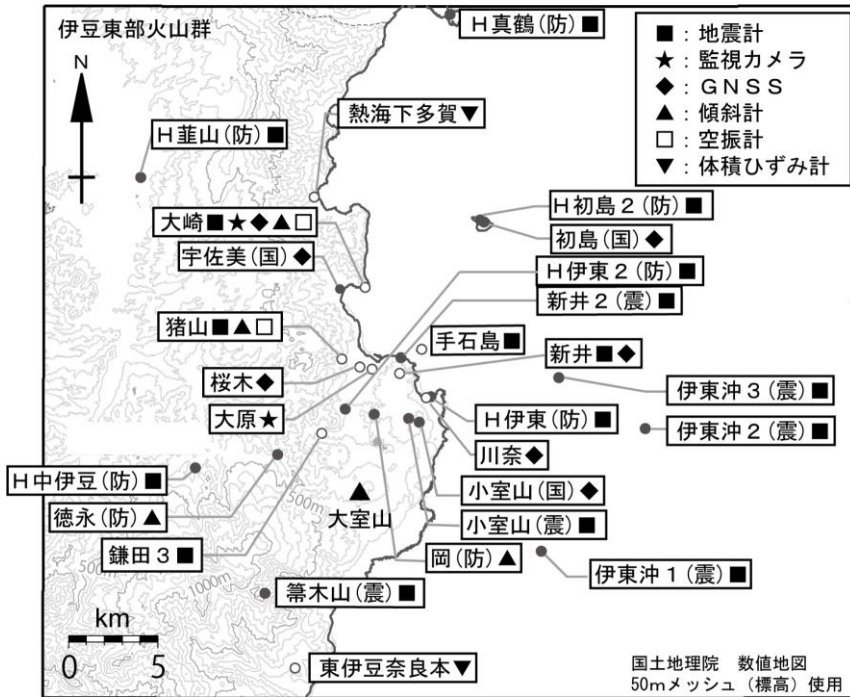 伊豆東部火山群
N
H真鶴(防)■
■：地震計
★：監視カメラ
◆：GNSS
▲：傾斜計
□：空振計
▼：体積ひずみ計
熱海下多賀▼
H韮山(防)■
H初島2(防)■
初島(国)◆
大崎■★◆▲□
宇佐美(国)◆
H伊東2(防)■
新井2(震)■
猪山■▲□
手石島■
新井■◆
桜木◆
伊東沖3(震)■
大原★
H伊東(防)■
伊東沖2(震)■
川奈◆
H中伊豆(防)■
小室山(国)◆
徳永(防)▲
500m
大室山
小室山(震)■
鎌田3■
岡(防)▲
500m
1000m
伊東沖1(震)■
箒木山(震)■
km
0 5
東伊豆奈良本▼
国土地理院 数値地図
50mメッシュ(標高)使用